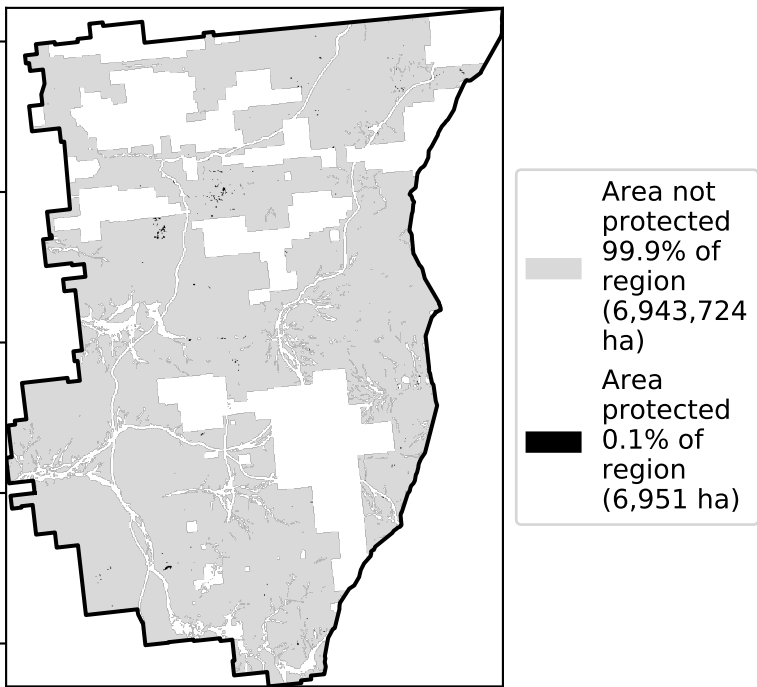 Area not
protected
99.9% of
region
(6,943,724
ha)
Area
protected
0.1% of
region
(6,951 ha)